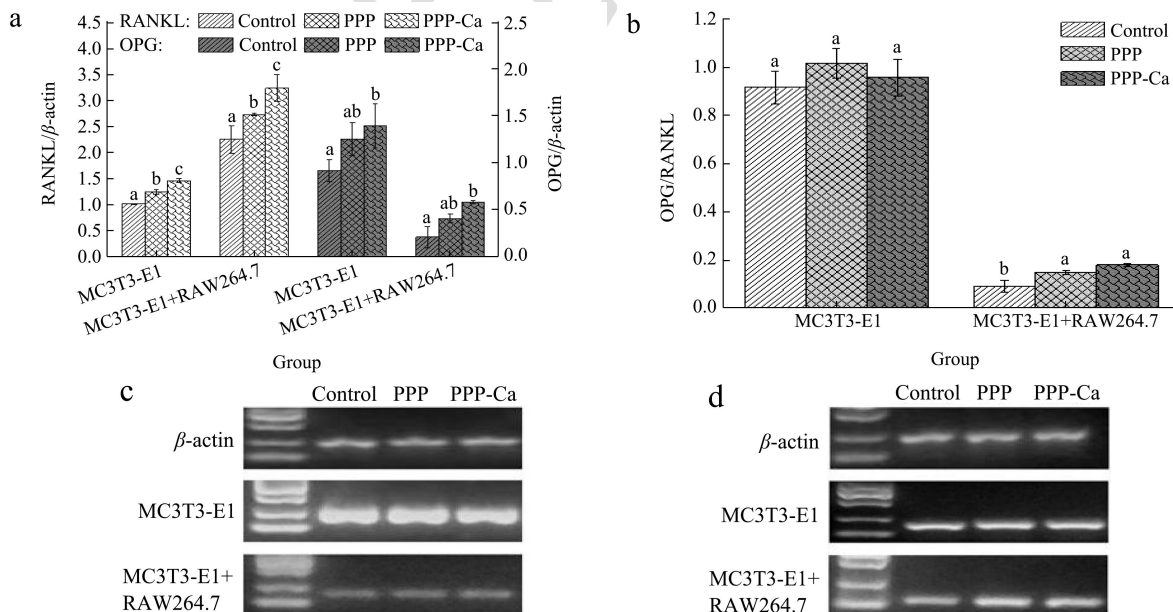 a
RANKL: Control PPP PPP-Ca
OPG: Control PPP PPP-Ca
4.5
4.0
3.5
3.0
2.5
2.0
1.5
1.0
0.5
0.0
RANKL/β-actin
2.5
2.0
1.5
1.0
0.5
0.0
OPG/β-actin
a b c
a b c
a ab b
a ab b
MC3T3-E1
MC3T3-E1+RAW264.7
MC3T3-E1
MC3T3-E1+RAW264.7
Group
b
Control
PPP
PPP-Ca
1.2
1.0
0.8
0.6
0.4
0.2
0.0
OPG/RANKL
a a a
b a a
MC3T3-E1 MC3T3-E1+RAW264.7
Group
c
Control PPP PPP-Ca
β-actin
MC3T3-E1
MC3T3-E1+
RAW264.7
d
Control PPP PPP-Ca
β-actin
MC3T3-E1
MC3T3-E1+
RAW264.7